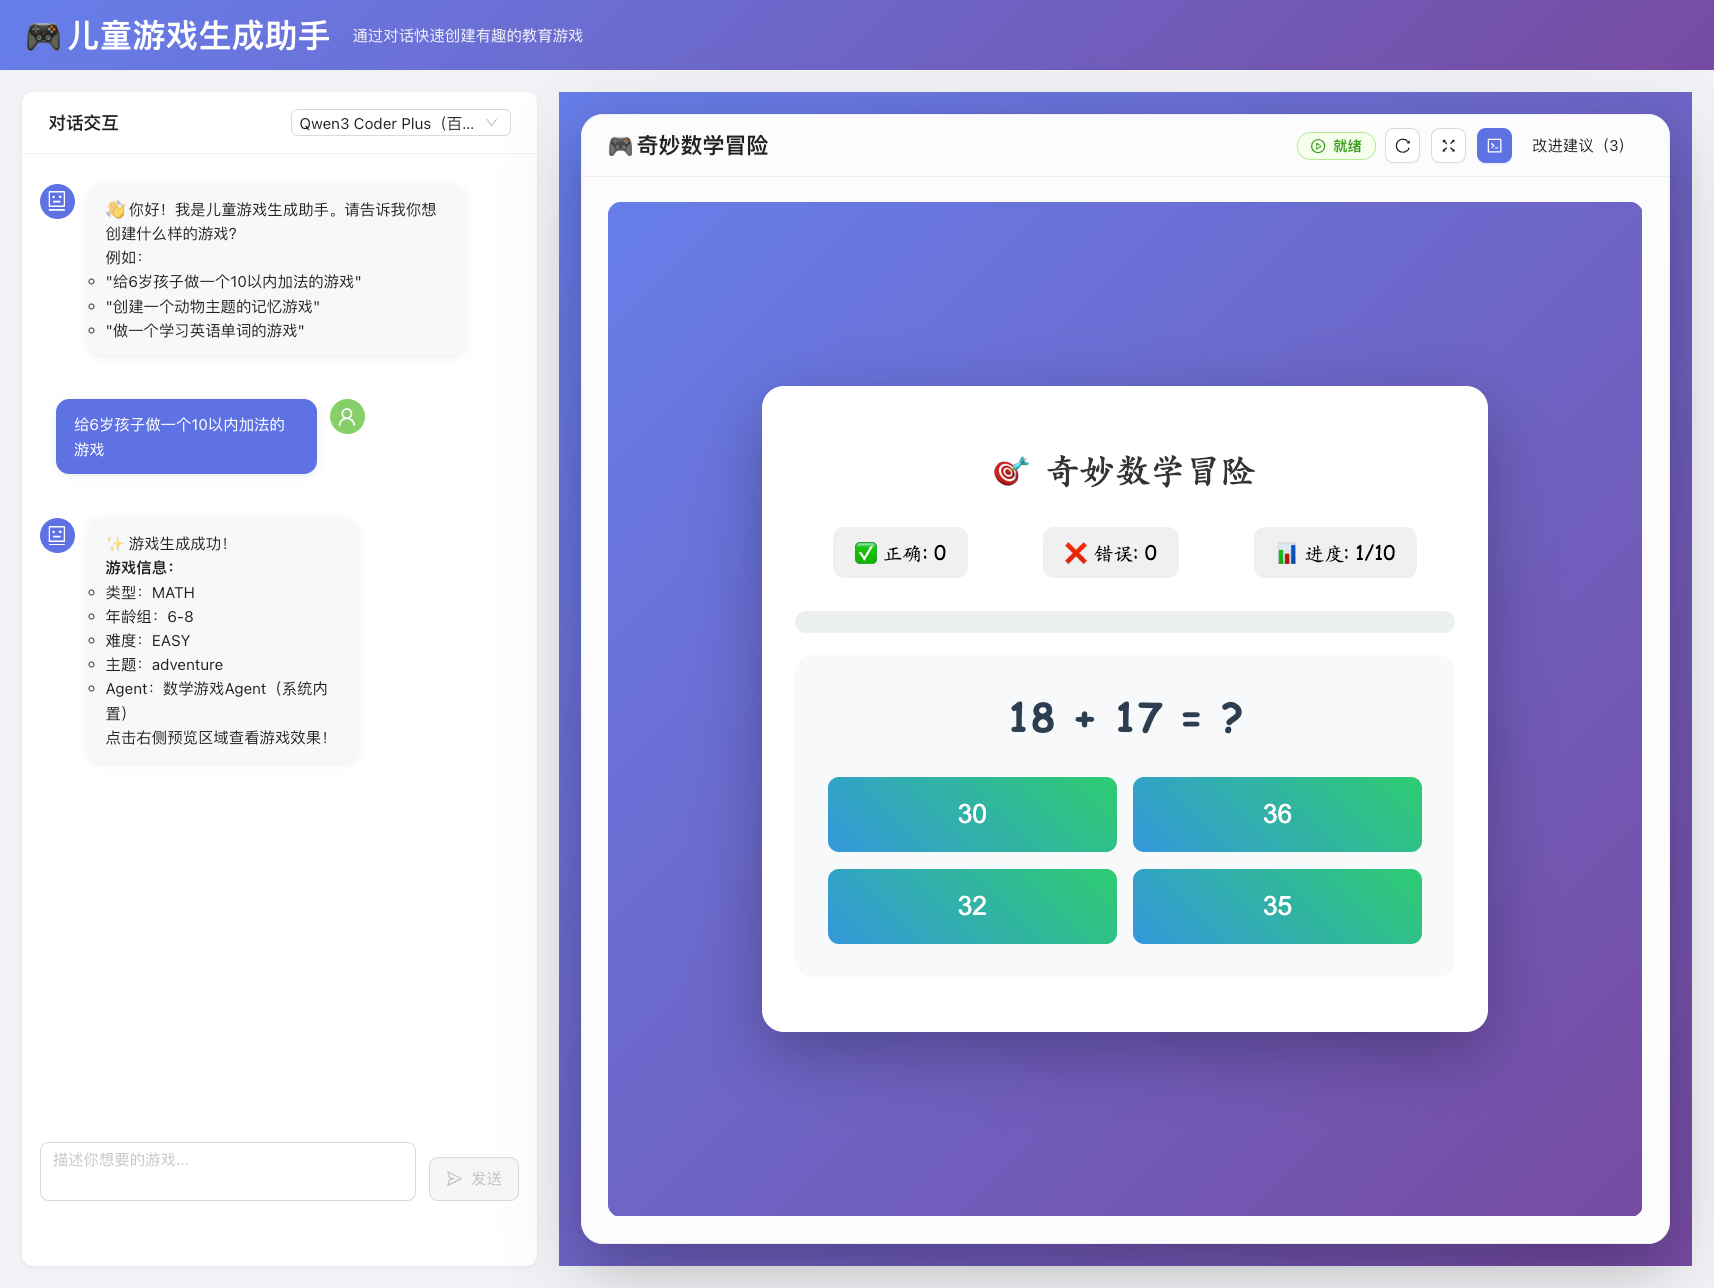 🎮 儿童游戏生成助手
通过对话快速创建有趣的教育游戏
对话交互
Qwen3 Coder Plus（百...
👋 你好！我是儿童游戏生成助手。请告诉我你想
创建什么样的游戏?
例如：
"给6岁孩子做一个10以内加法的游戏"
"创建一个动物主题的记忆游戏"
"做一个学习英语单词的游戏"
给6岁孩子做一个10以内加法的
游戏
✨ 游戏生成成功！
游戏信息：
类型：MATH
年龄组：6-8
难度：EASY
主题：adventure
Agent：数学游戏Agent（系统内
置）
点击右侧预览区域查看游戏效果！
描述你想要的游戏...
发送
🎮 奇妙数学冒险
就绪
改进建议（3）
🎯 奇妙数学冒险
✅ 正确: 0
❌ 错误: 0
📊 进度: 1/10
18 + 17 = ?
30
36
32
35